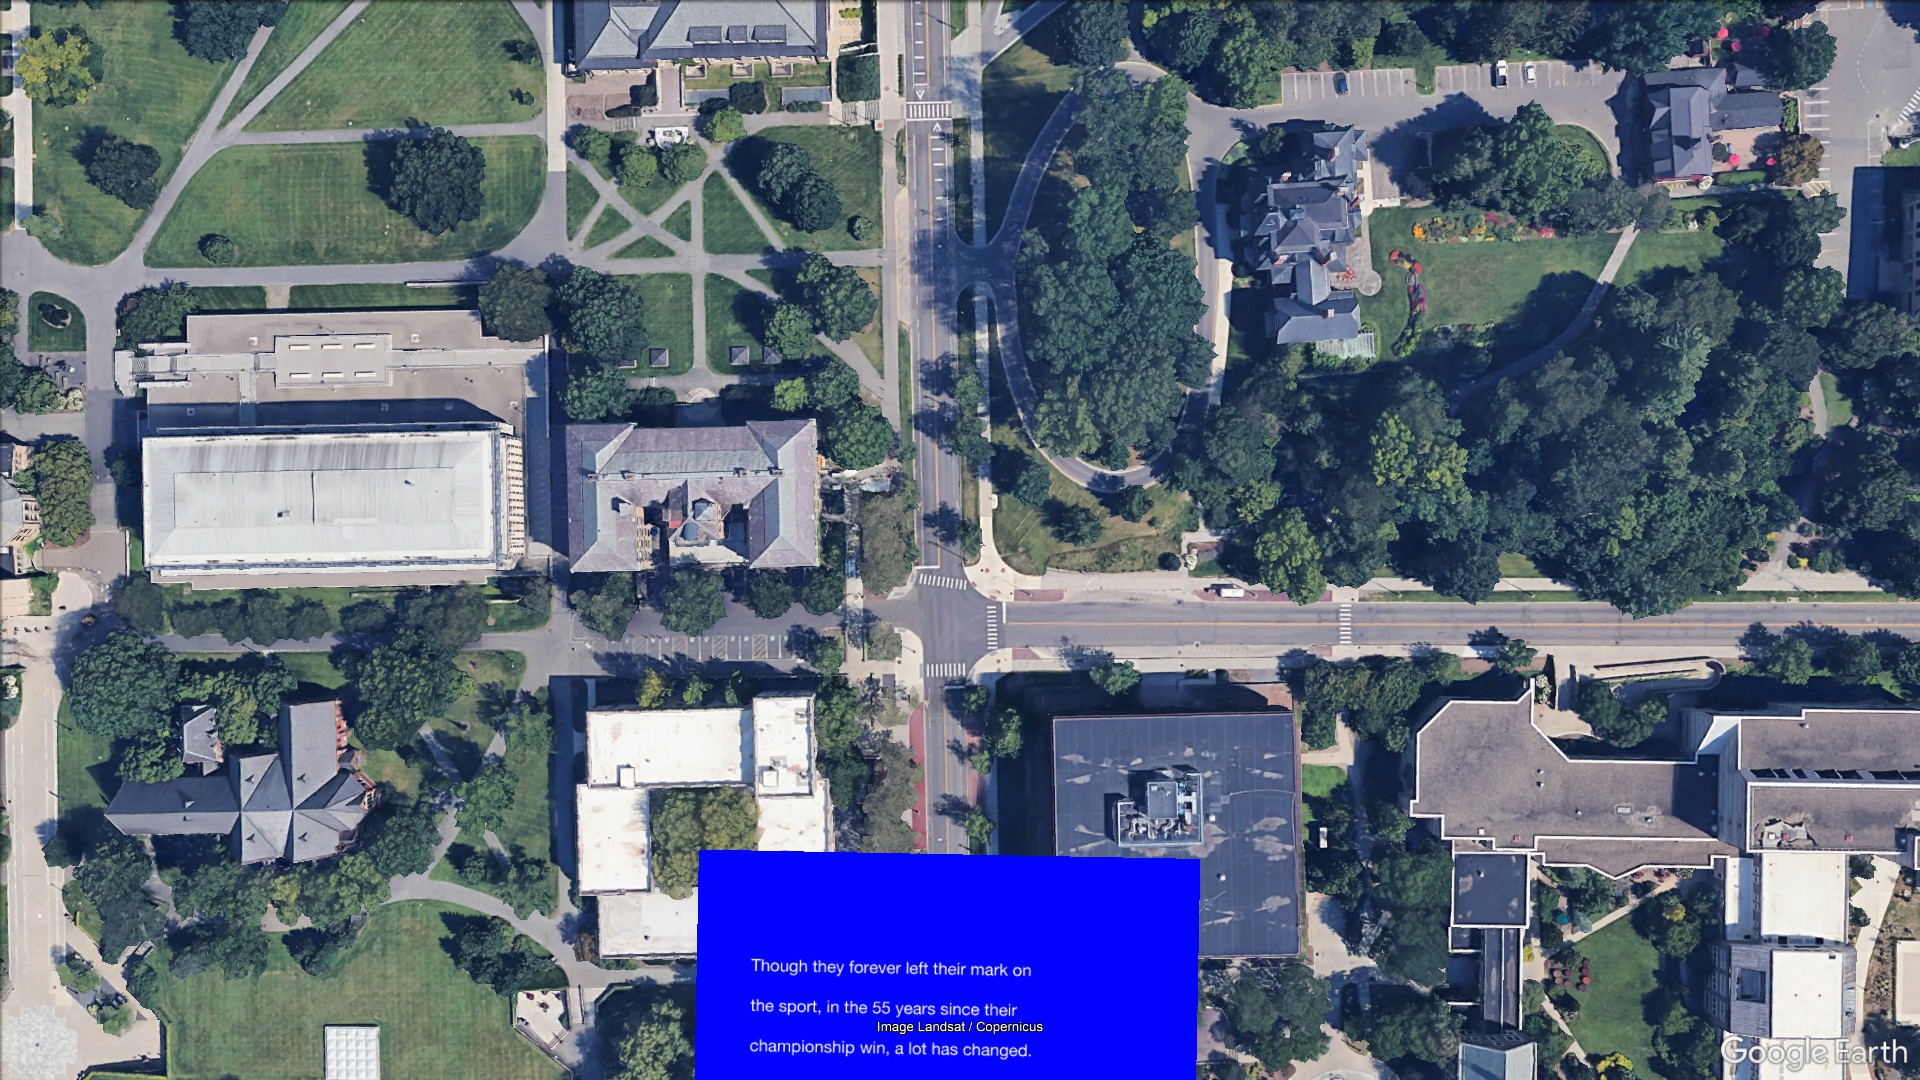 Though they forever left their mark on
the sport, in the 55 years since their
Image Landsat / Copernicus
championship win, a lot has changed.
Google Earth